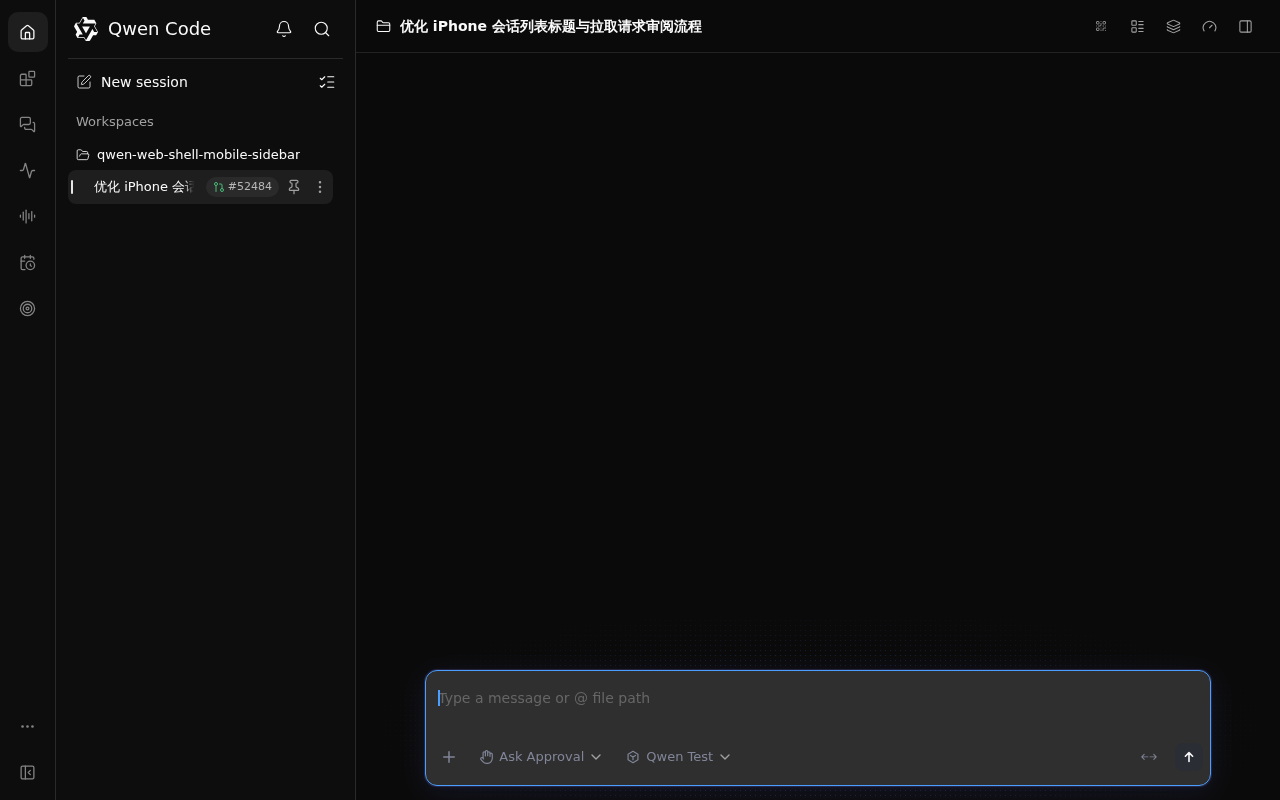 Qwen Code
New session
Workspaces
qwen-web-shell-mobile-sidebar
优化 iPhone 会
#52484
优化 iPhone 会话列表标题与拉取请求审阅流程
Type a message or @ file path
Ask Approval
Qwen Test